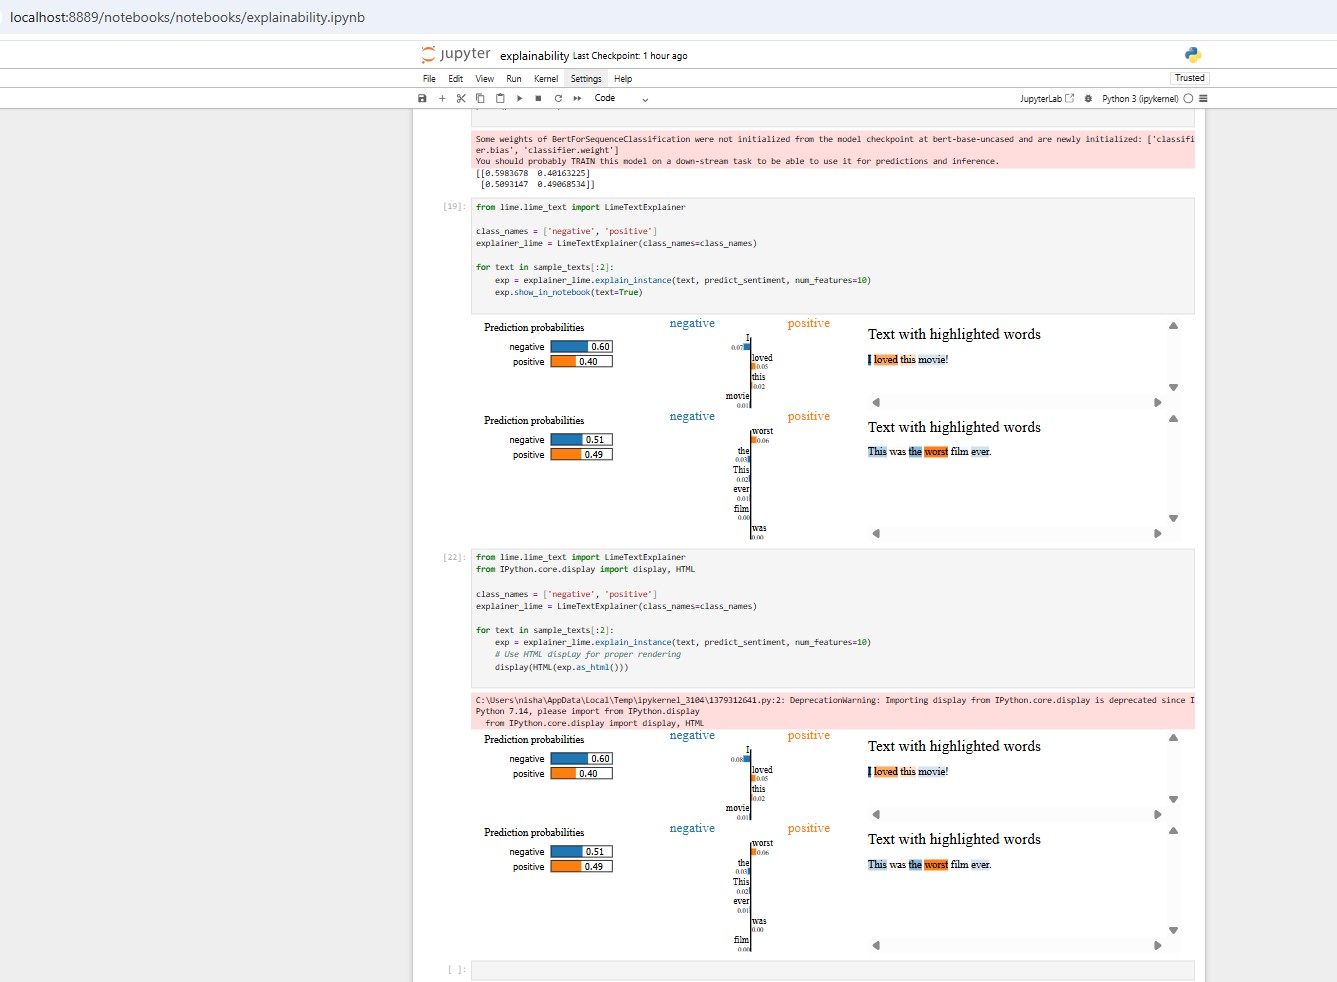 localhost:8889/notebooks/notebooks/explainability.ipynb
jupyter explainability Last Checkpoint: 1 hour ago
File Edit View Run Kernel Settings Help Trusted
Code JupyterLab Python 3 (ipykernel)
Some weights of BertForSequenceClassification were not initialized from the model checkpoint at bert-base-uncased and are newly initialized: ['classifi
er.bias', 'classifier.weight']
You should probably TRAIN this model on a down-stream task to be able to use it for predictions and inference.
[[0.5983678  0.40163225]
 [0.5093147  0.49068534]]
[19]: from lime.lime_text import LimeTextExplainer
class_names = ['negative', 'positive']
explainer_lime = LimeTextExplainer(class_names=class_names)
for text in sample_texts[:2]:
    exp = explainer_lime.explain_instance(text, predict_sentiment, num_features=10)
    exp.show_in_notebook(text=True)
Prediction probabilities
negative 0.60
positive 0.40
negative positive
I
0.07
loved
0.05
this
0.02
movie
0.01
Text with highlighted words
I loved this movie!
Prediction probabilities
negative 0.51
positive 0.49
negative positive
worst
0.06
the
0.03
This
0.02
ever
0.01
film
0.00
was
0.00
Text with highlighted words
This was the worst film ever.
[22]: from lime.lime_text import LimeTextExplainer
from IPython.core.display import display, HTML
class_names = ['negative', 'positive']
explainer_lime = LimeTextExplainer(class_names=class_names)
for text in sample_texts[:2]:
    exp = explainer_lime.explain_instance(text, predict_sentiment, num_features=10)
    # Use HTML display for proper rendering
    display(HTML(exp.as_html()))
C:\Users\nisha\AppData\Local\Temp\ipykernel_3104\1379312641.py:2: DeprecationWarning: Importing display from IPython.core.display is deprecated since I
Python 7.14, please import from IPython.display
  from IPython.core.display import display, HTML
Prediction probabilities
negative 0.60
positive 0.40
negative positive
I
0.08
loved
0.05
this
0.02
movie
0.01
Text with highlighted words
I loved this movie!
Prediction probabilities
negative 0.51
positive 0.49
negative positive
worst
0.06
the
0.03
This
0.02
ever
0.01
was
0.00
film
0.00
Text with highlighted words
This was the worst film ever.
[ ]: